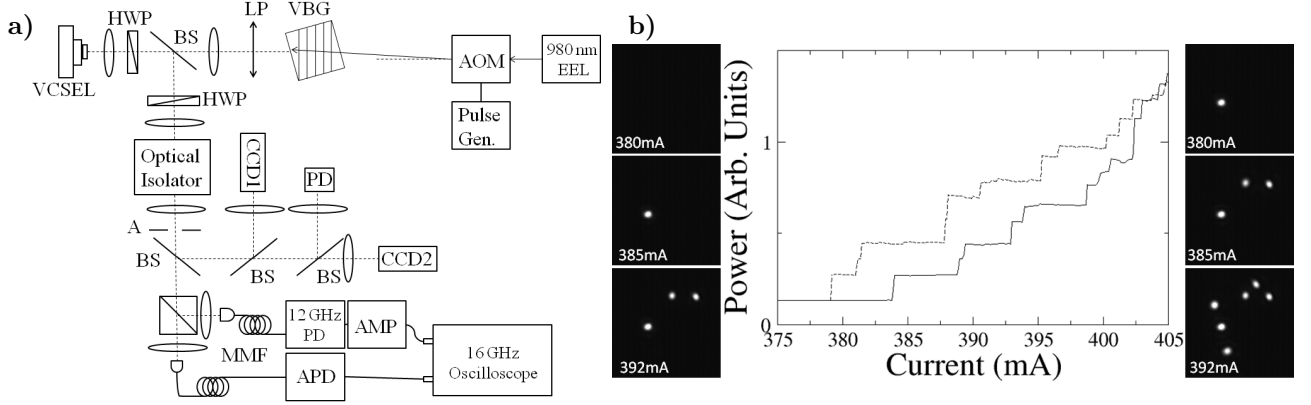 a)
HWP
BS
LP
VBG
VCSEL
AOM
980 nm
EEL
HWP
Pulse
Gen.
Optical
Isolator
CCD1
PD
A
BS
BS
BS
CCD2
12 GHz
PD
AMP
MMF
APD
16 GHz
Oscilloscope
b)
380mA
385mA
392mA
Power (Arb. Units)
1
0
375
380
385
390
395
400
405
Current (mA)
380mA
385mA
392mA